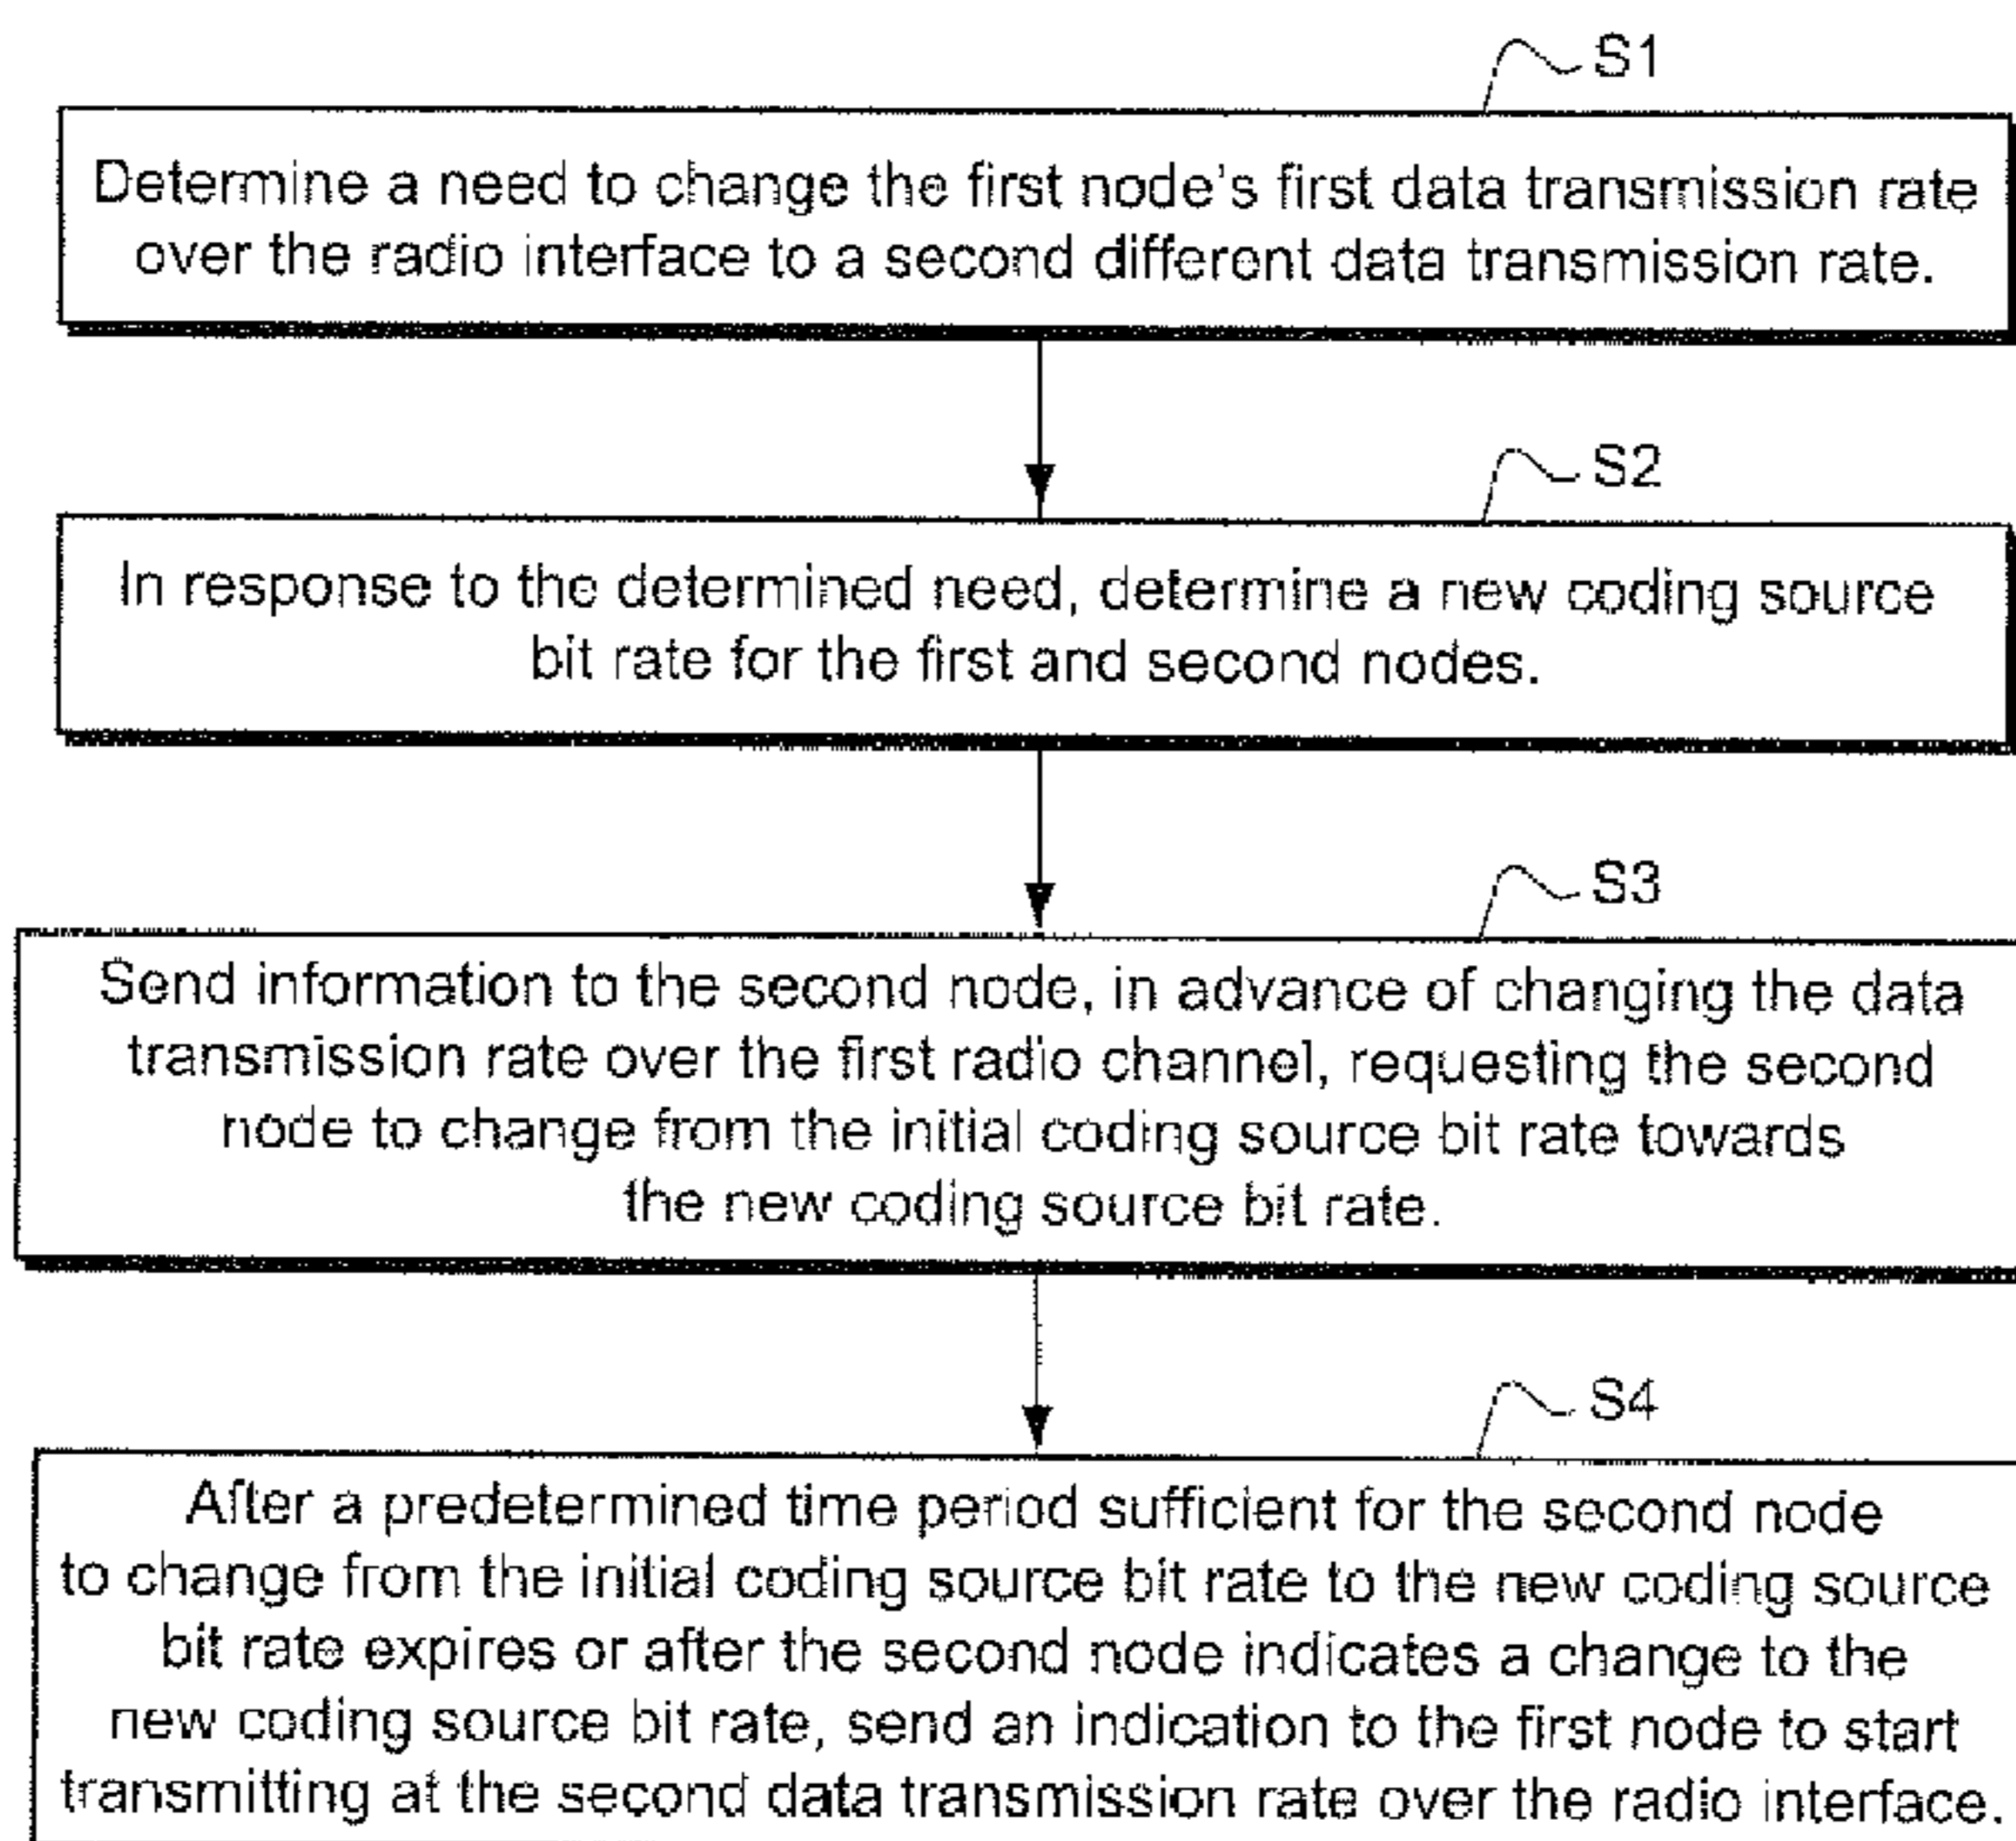 S1
Determine a need to change the first node's first data transmission rate
over the radio interface to a second different data transmission rate.
S2
In response to the determined need, determine a new coding source
bit rate for the first and second nodes.
S3
Send information to the second node, in advance of changing the data
transmission rate over the first radio channel, requesting the second
node to change from the initial coding source bit rate towards
the new coding source bit rate.
S4
After a predetermined time period sufficient for the second node
to change from the initial coding source bit rate to the new coding source
bit rate expires or after the second node indicates a change to the
new coding source bit rate, send an indication to the first node to start
transmitting at the second data transmission rate over the radio interface.